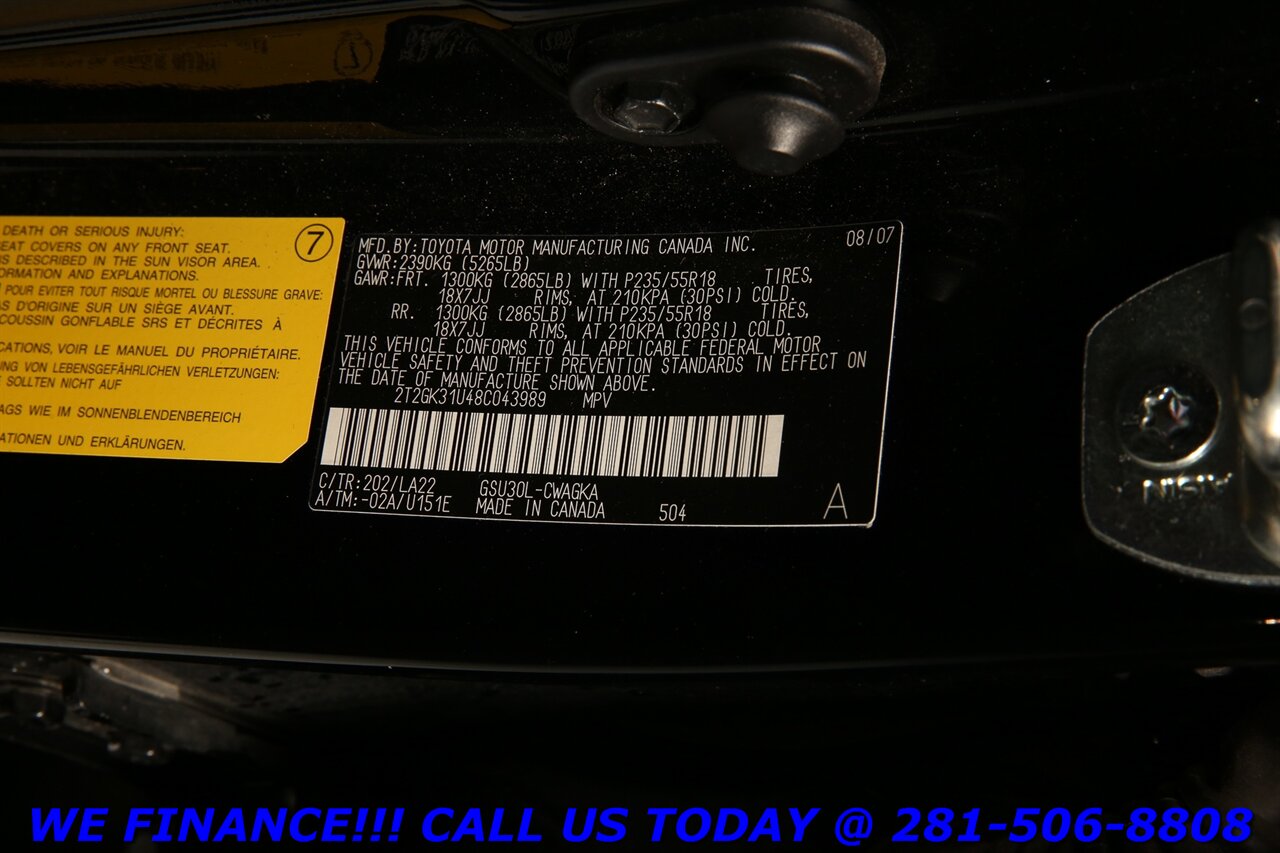 DEATH OR SERIOUS INJURY:
EAT COVERS ON ANY FRONT SEAT.
IS DESCRIBED IN THE SUN VISOR AREA.
FORMATION AND EXPLANATIONS.
POUR EVITER TOUT RISQUE MORTEL OU BLESSURE GRAVE:
AS D'ORIGINE SUR UN SIÈGE AVANT.
COUSSIN GONFLABLE SRS ET DÉCRITES À
CATIONS, VOIR LE MANUEL DU PROPRIÉTAIRE.
NG VON LEBENSGEFÄHRLICHEN VERLETZUNGEN:
E SOLLTEN NICHT AUF
AGS WIE IM SONNENBLENDENBEREICH
ATIONEN UND ERKLÄRUNGEN.
7
MFD. BY: TOYOTA MOTOR MANUFACTURING CANADA INC. 08/07
GVWR: 2390KG (5265LB)
GAWR: FRT. 1300KG (2865LB) WITH P235/55R18 TIRES,
18X7JJ RIMS, AT 210KPA (30PSI) COLD.
RR. 1300KG (2865LB) WITH P235/55R18 TIRES,
18X7JJ RIMS, AT 210KPA (30PSI) COLD.
THIS VEHICLE CONFORMS TO ALL APPLICABLE FEDERAL MOTOR
VEHICLE SAFETY AND THEFT PREVENTION STANDARDS IN EFFECT ON
THE DATE OF MANUFACTURE SHOWN ABOVE.
2T2GK31U48C043989 MPV
C/TR: 202/LA22 GSU30L-CWAGKA
A/TM: -02A/U151E MADE IN CANADA 504 A
AISIN
WE FINANCE!!! CALL US TODAY @ 281-506-8808